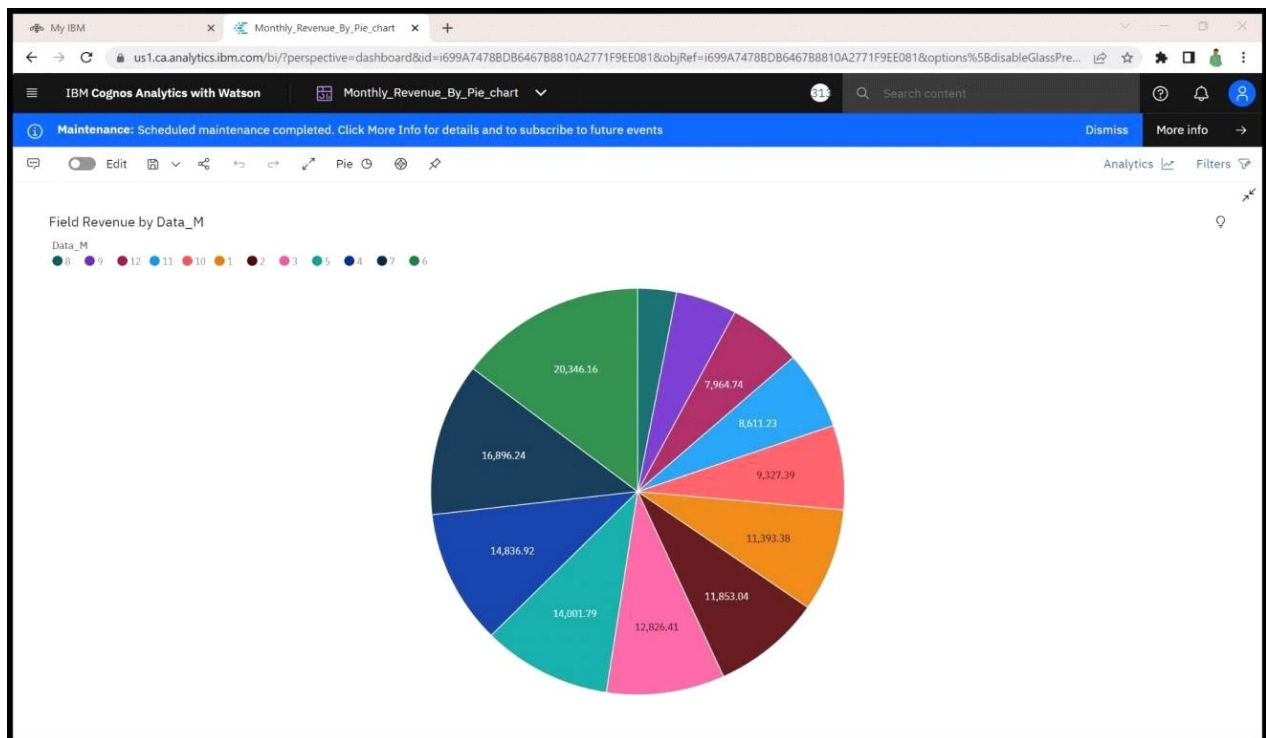 My IBM
Monthly_Revenue_By_Pie_chart
us1.ca.analytics.ibm.com/bi/?perspective=dashboard&id=i699A7478BDB6467B8810A2771F9EE081&objRef=i699A7478BDB6467B8810A2771F9EE081&options%5BdisableGlassPre...
IBM Cognos Analytics with Watson
Monthly_Revenue_By_Pie_chart
Search content
Maintenance: Scheduled maintenance completed. Click More Info for details and to subscribe to future events
Dismiss
More info
Edit
Pie
Analytics
Filters
Field Revenue by Data_M
Data_M
8 9 12 11 10 1 2 3 5 4 7 6
20,346.16
7,964.74
8,611.23
16,896.24
9,327.39
11,393.38
14,836.92
11,853.04
14,001.79
12,826.41